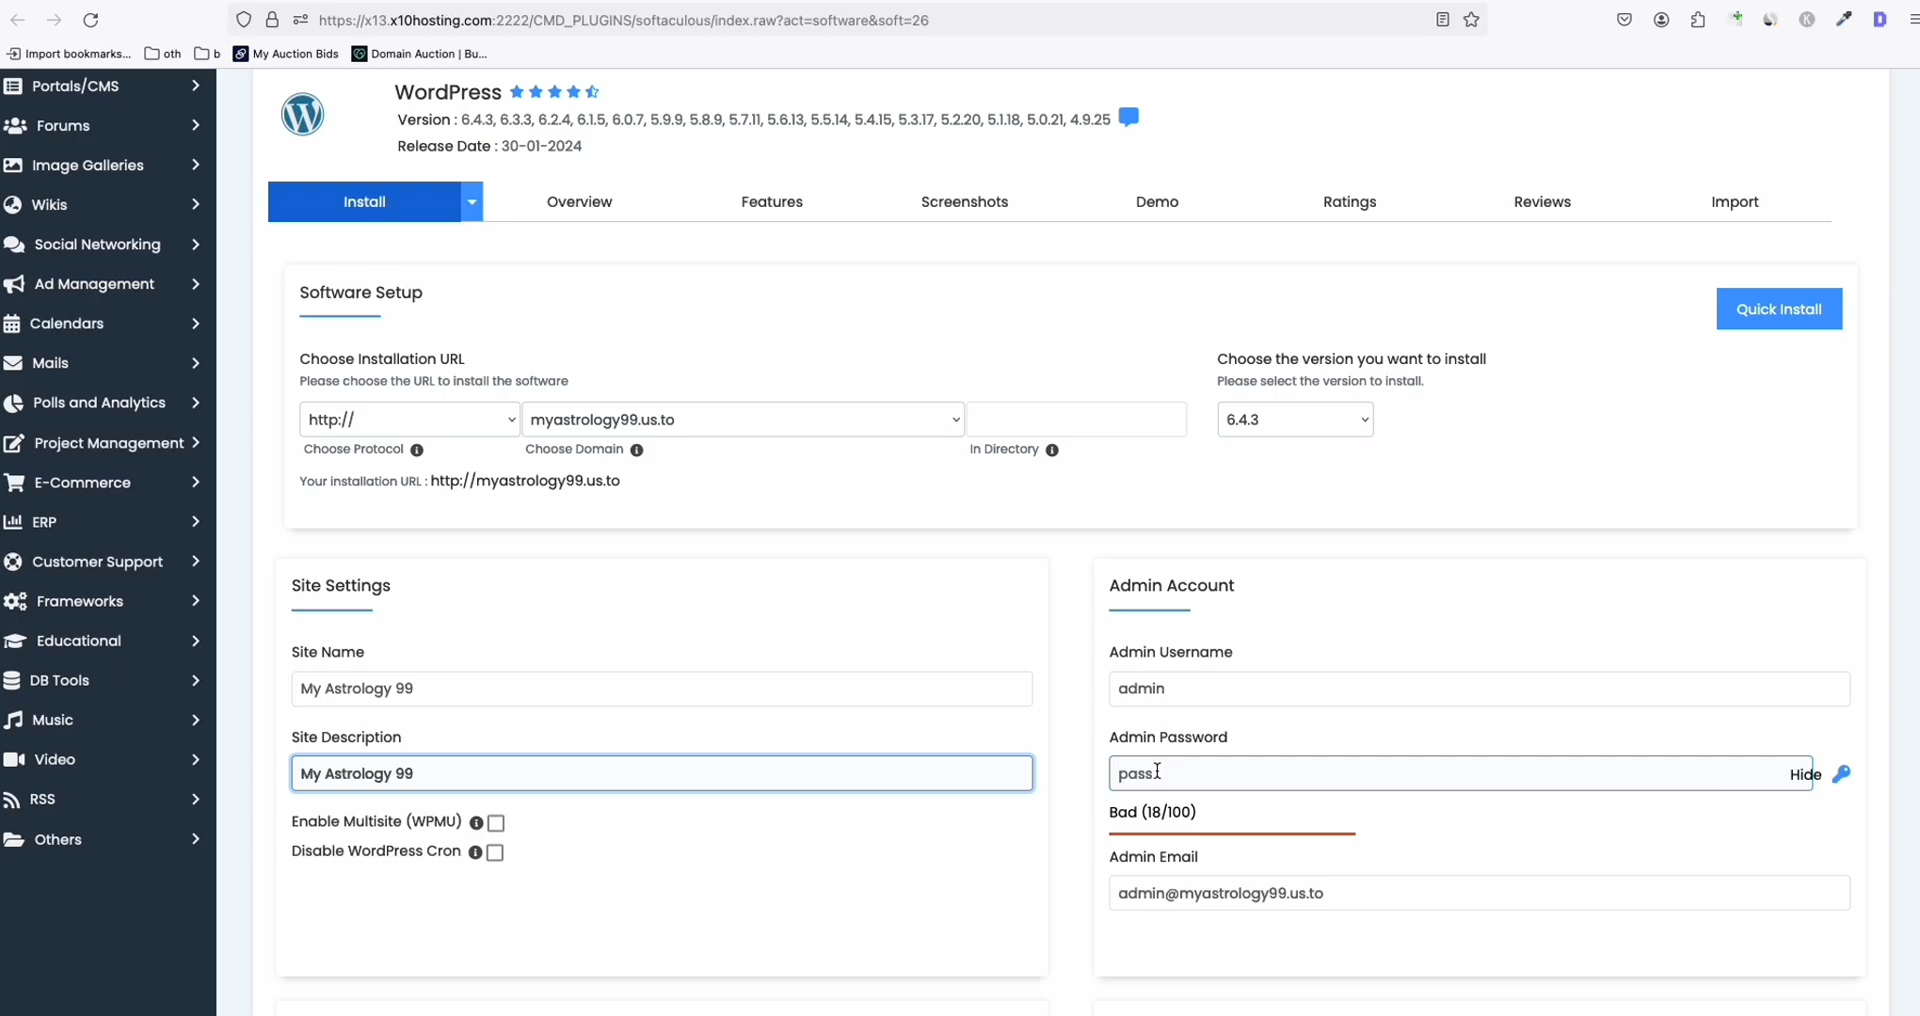 https://x13.x10hosting.com:2222/CMD_PLUGINS/softaculous/index.raw?act=software&soft=26
Import bookmarks...
oth
b
My Auction Bids
Domain Auction | Bu...
Portals/CMS
Forums
Image Galleries
Wikis
Social Networking
Ad Management
Calendars
Mails
Polls and Analytics
Project Management
E-Commerce
ERP
Customer Support
Frameworks
Educational
DB Tools
Music
Video
RSS
Others
WordPress
Version : 6.4.3, 6.3.3, 6.2.4, 6.1.5, 6.0.7, 5.9.9, 5.8.9, 5.7.11, 5.6.13, 5.5.14, 5.4.15, 5.3.17, 5.2.20, 5.1.18, 5.0.21, 4.9.25
Release Date : 30-01-2024
Install
Overview
Features
Screenshots
Demo
Ratings
Reviews
Import
Software Setup
Quick Install
Choose Installation URL
Please choose the URL to install the software
http://
myastrology99.us.to
Choose Protocol
Choose Domain
In Directory
Your installation URL : http://myastrology99.us.to
Choose the version you want to install
Please select the version to install.
6.4.3
Site Settings
Site Name
My Astrology 99
Site Description
My Astrology 99
Enable Multisite (WPMU)
Disable WordPress Cron
Admin Account
Admin Username
admin
Admin Password
pass
Hide
Bad (18/100)
Admin Email
admin@myastrology99.us.to